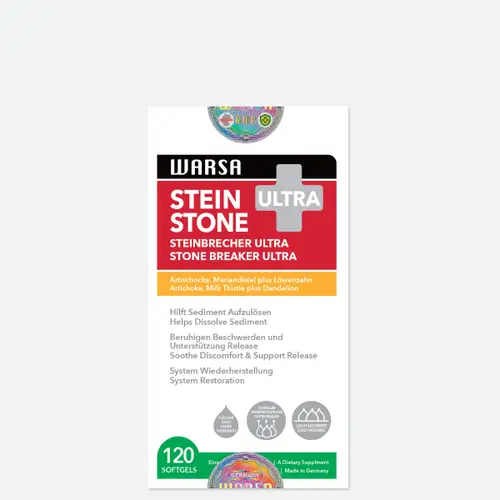 WARSA
STEIN
STONE
ULTRA
STEINBRECHER ULTRA
STONE BREAKER ULTRA
Artischocke, Mariendistel plus Löwenzahn
Artichoke, Milk Thistle plus Dandelion
Hilft Sediment Aufzulösen
Helps Dissolve Sediment
Beruhigen Beschwerden und
Unterstützung Release
Soothe Discomfort & Support Release
System Wiederherstellung
System Restoration
120
SOFTGELS
| A Dietary Supplement
Made in Germany
GERMANY
WARSA